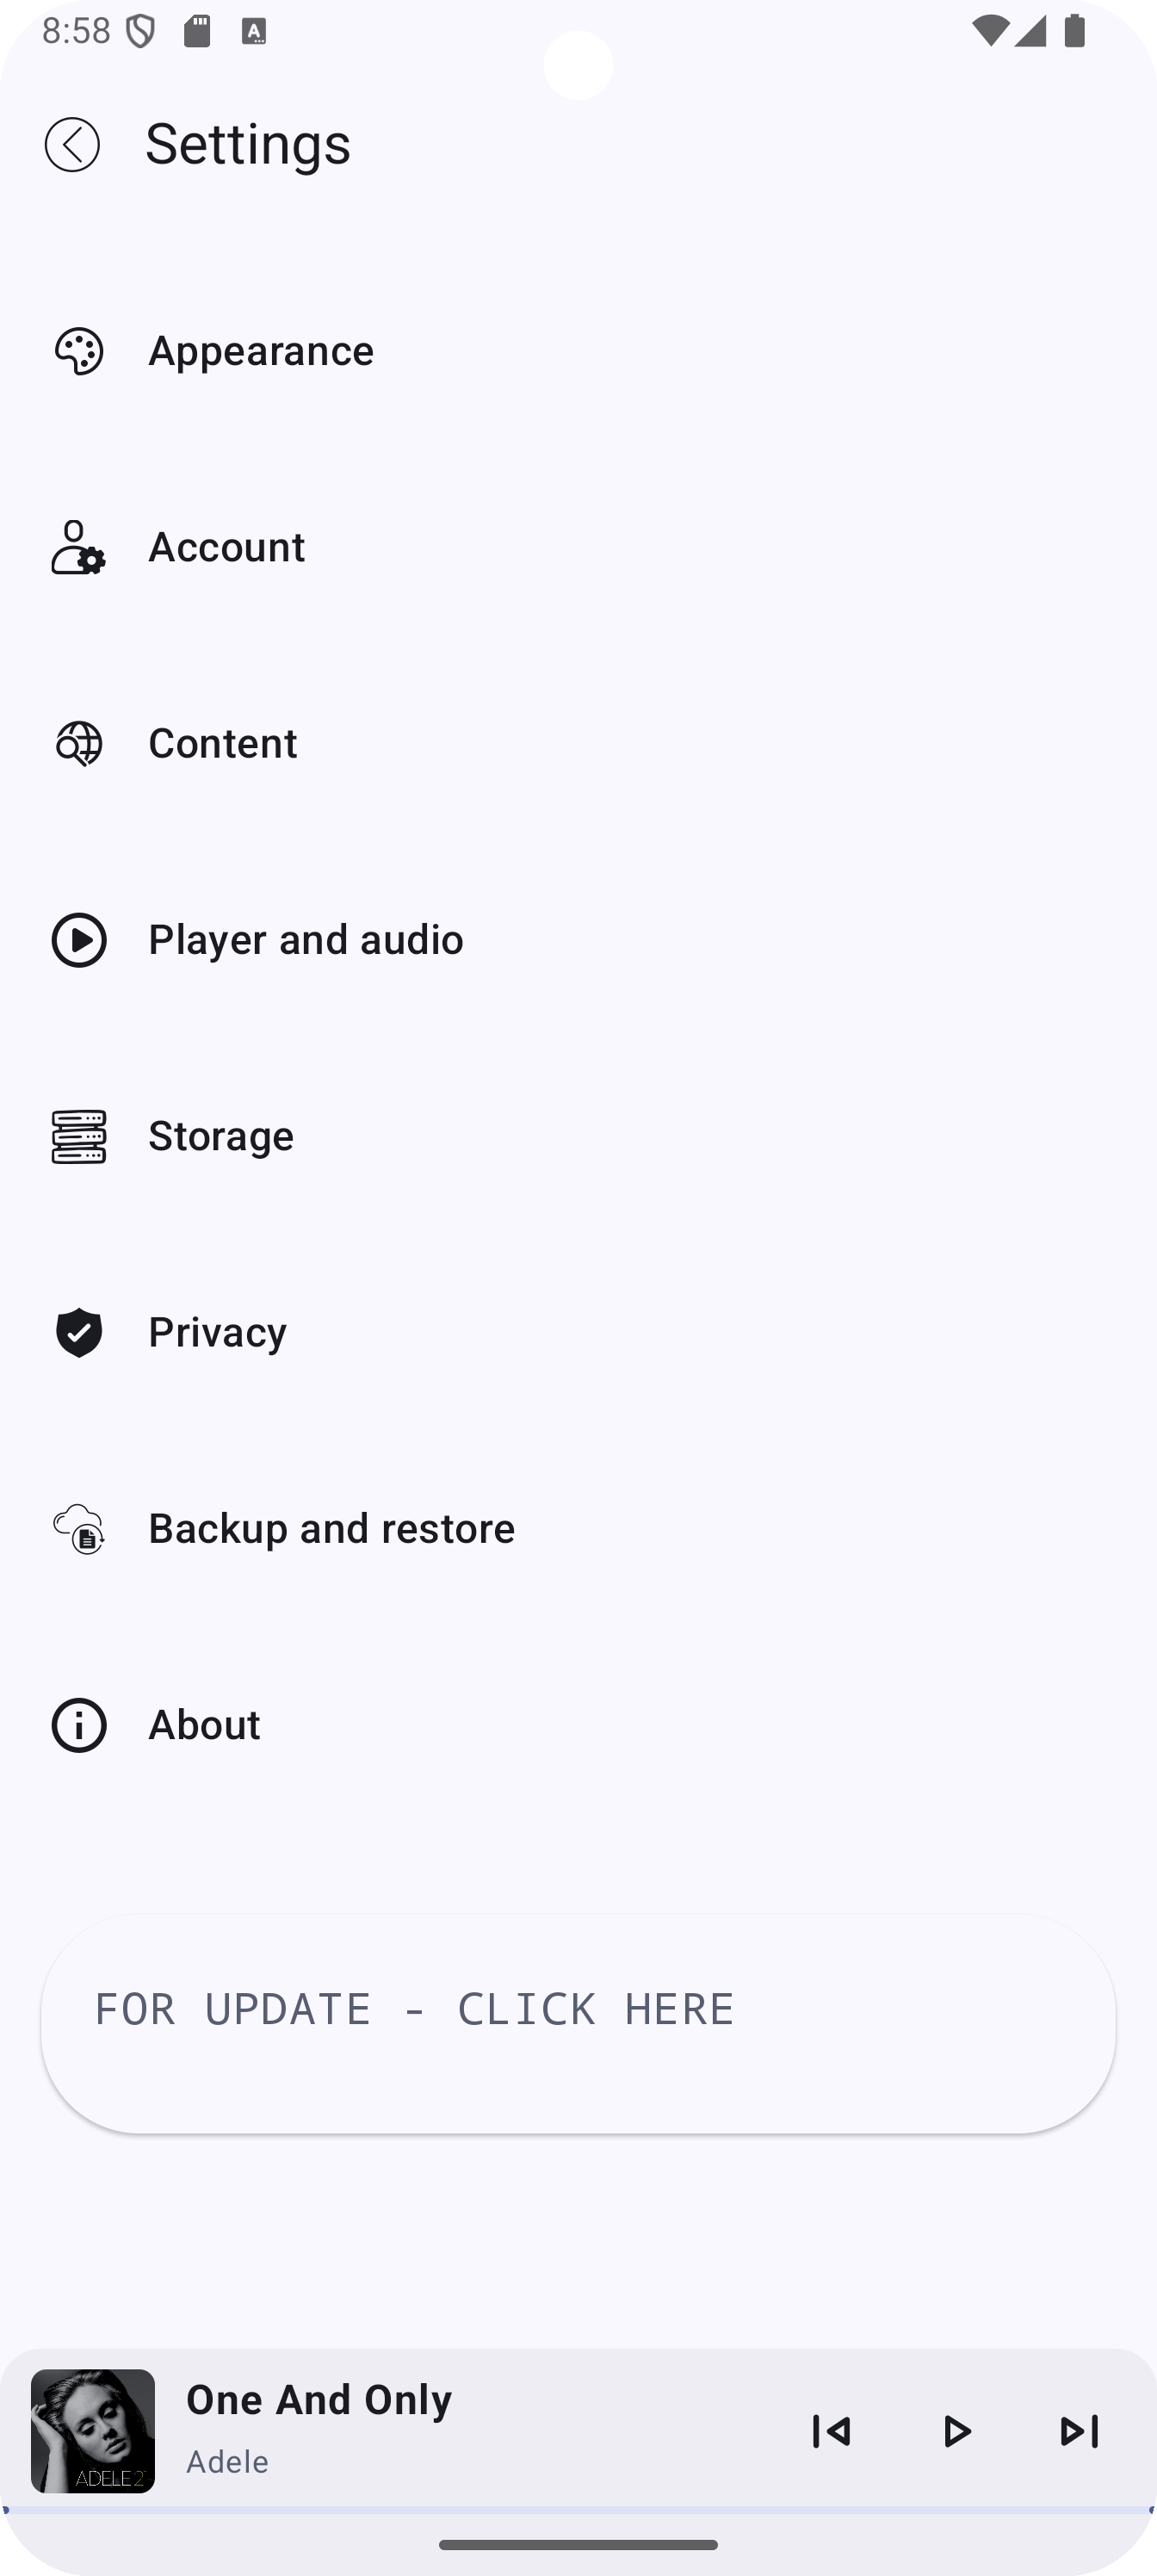 8:58
Settings
Appearance
Account
Content
Player and audio
Storage
Privacy
Backup and restore
About
FOR UPDATE - CLICK HERE
One And Only
Adele
ADELE 2